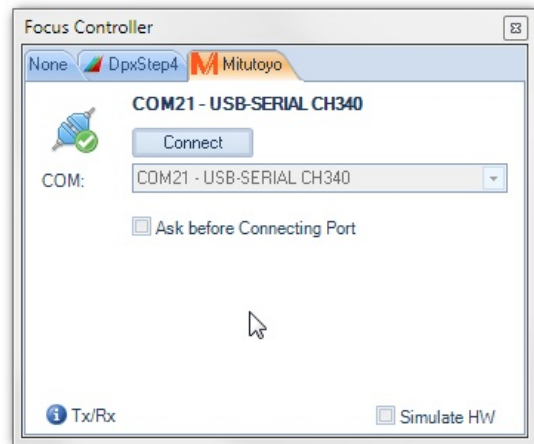 Focus Controller
None DpxStep4 Mitutoyo
COM21 - USB-SERIAL CH340
Connect
COM: COM21 - USB-SERIAL CH340
Ask before Connecting Port
Tx/Rx Simulate HW